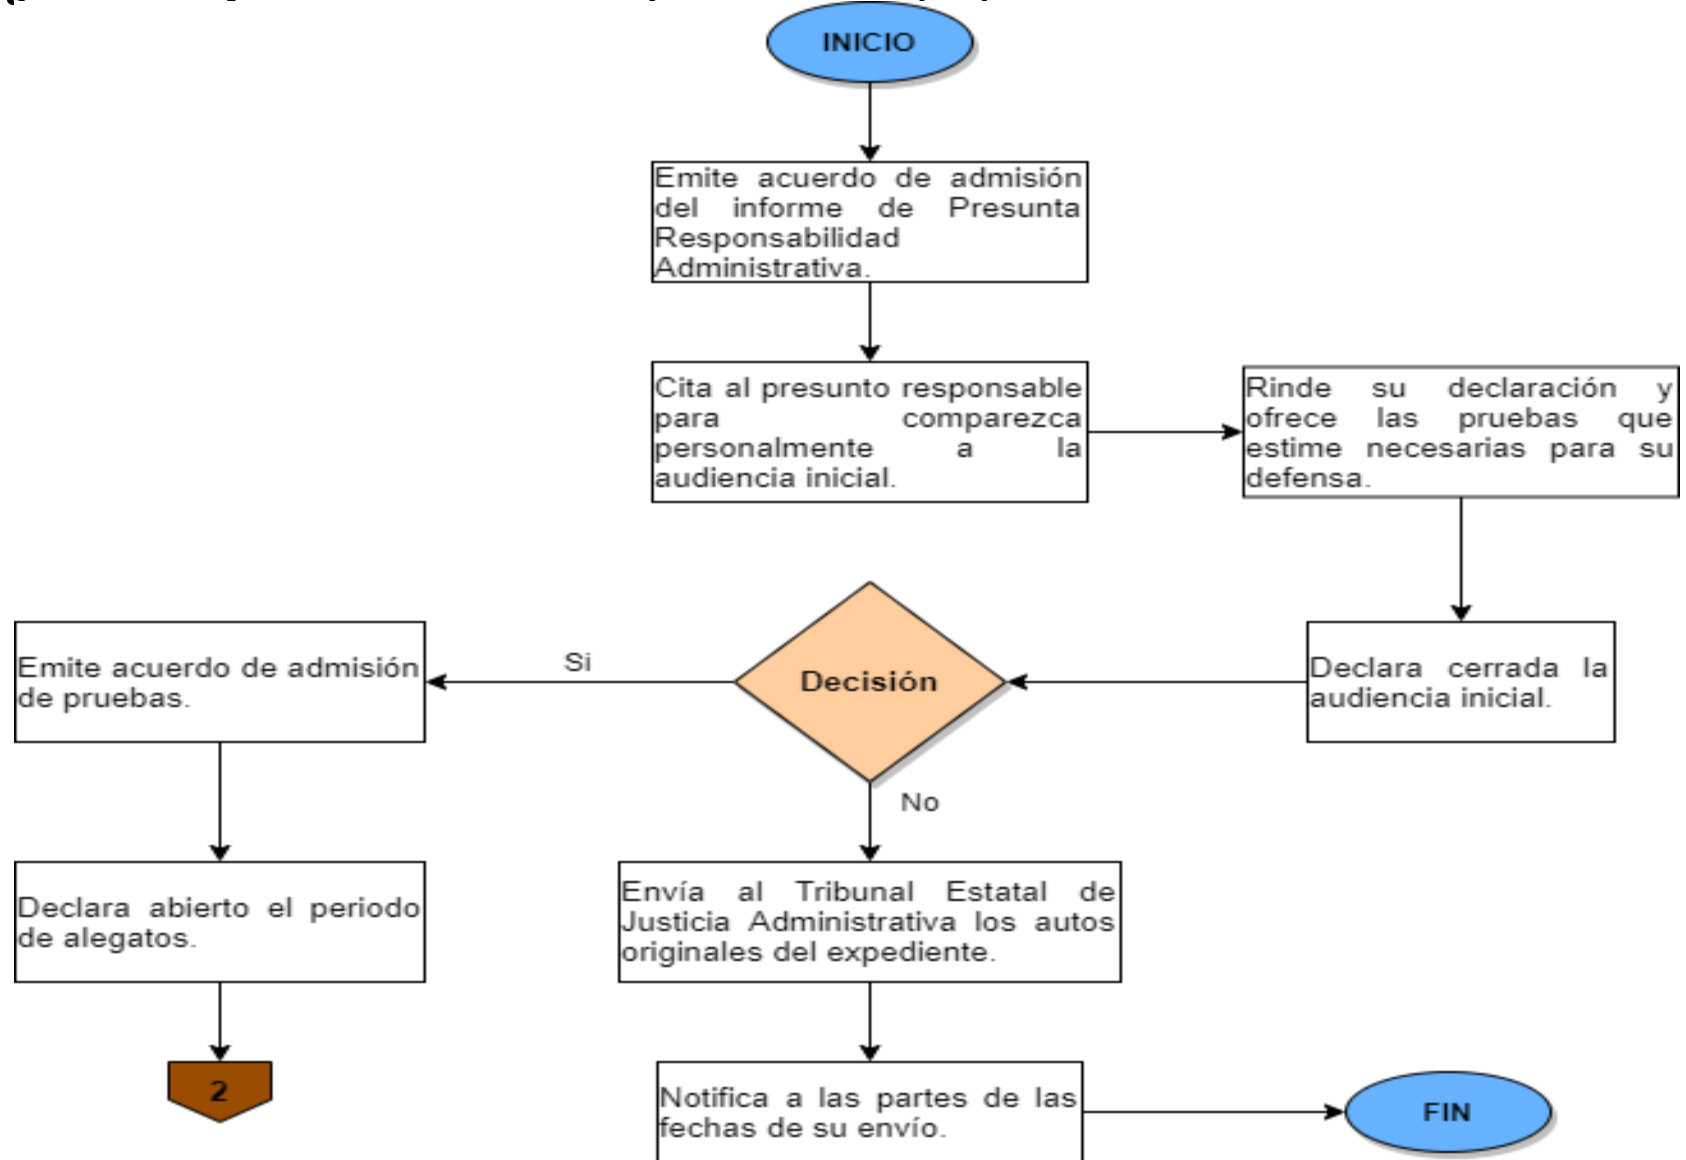 INICIO
Emite acuerdo de admisión
del informe de Presunta
Responsabilidad
Administrativa.
Cita al presunto responsable
para comparezca
personalmente a la
audiencia inicial.
Rinde su declaración y
ofrece las pruebas que
estime necesarias para su
defensa.
Declara cerrada la
audiencia inicial.
Decisión
Si
Emite acuerdo de admisión
de pruebas.
Declara abierto el periodo
de alegatos.
2
No
Envía al Tribunal Estatal de
Justicia Administrativa los autos
originales del expediente.
Notifica a las partes de las
fechas de su envío.
FIN